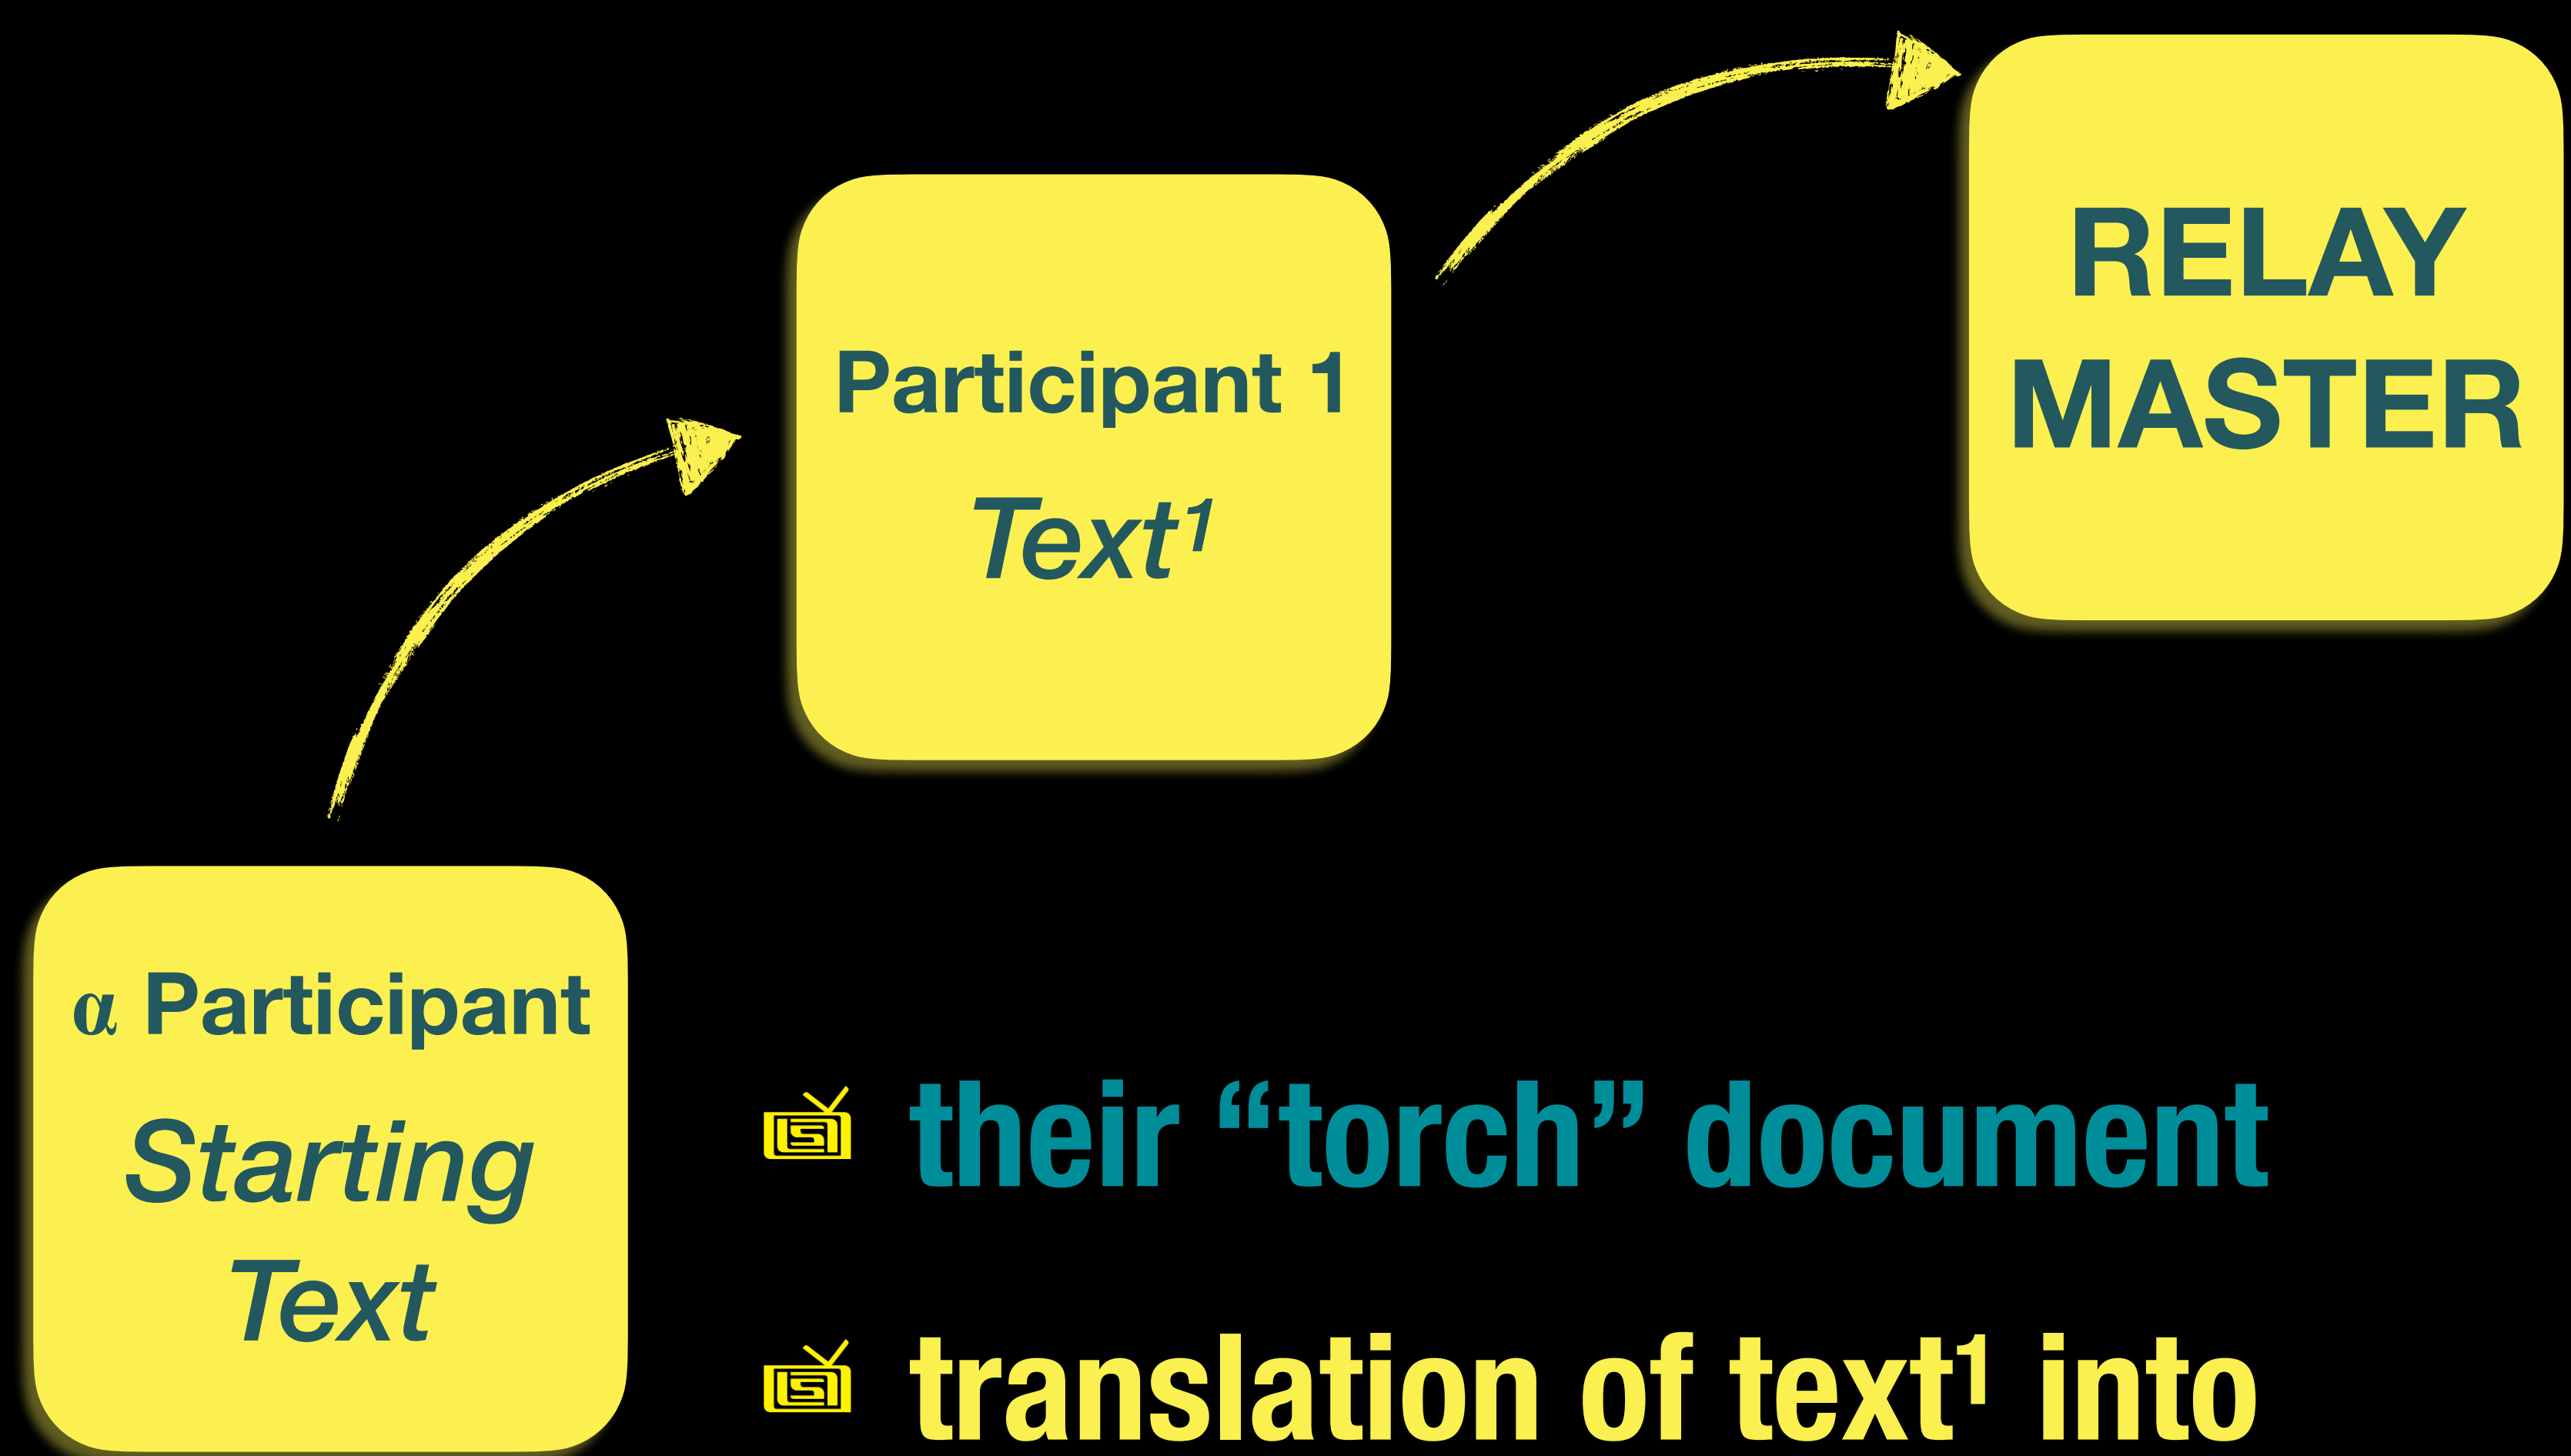 RELAY
MASTER
Participant 1
Text¹
α Participant
Starting
Text
their “torch” document
translation of text¹ into